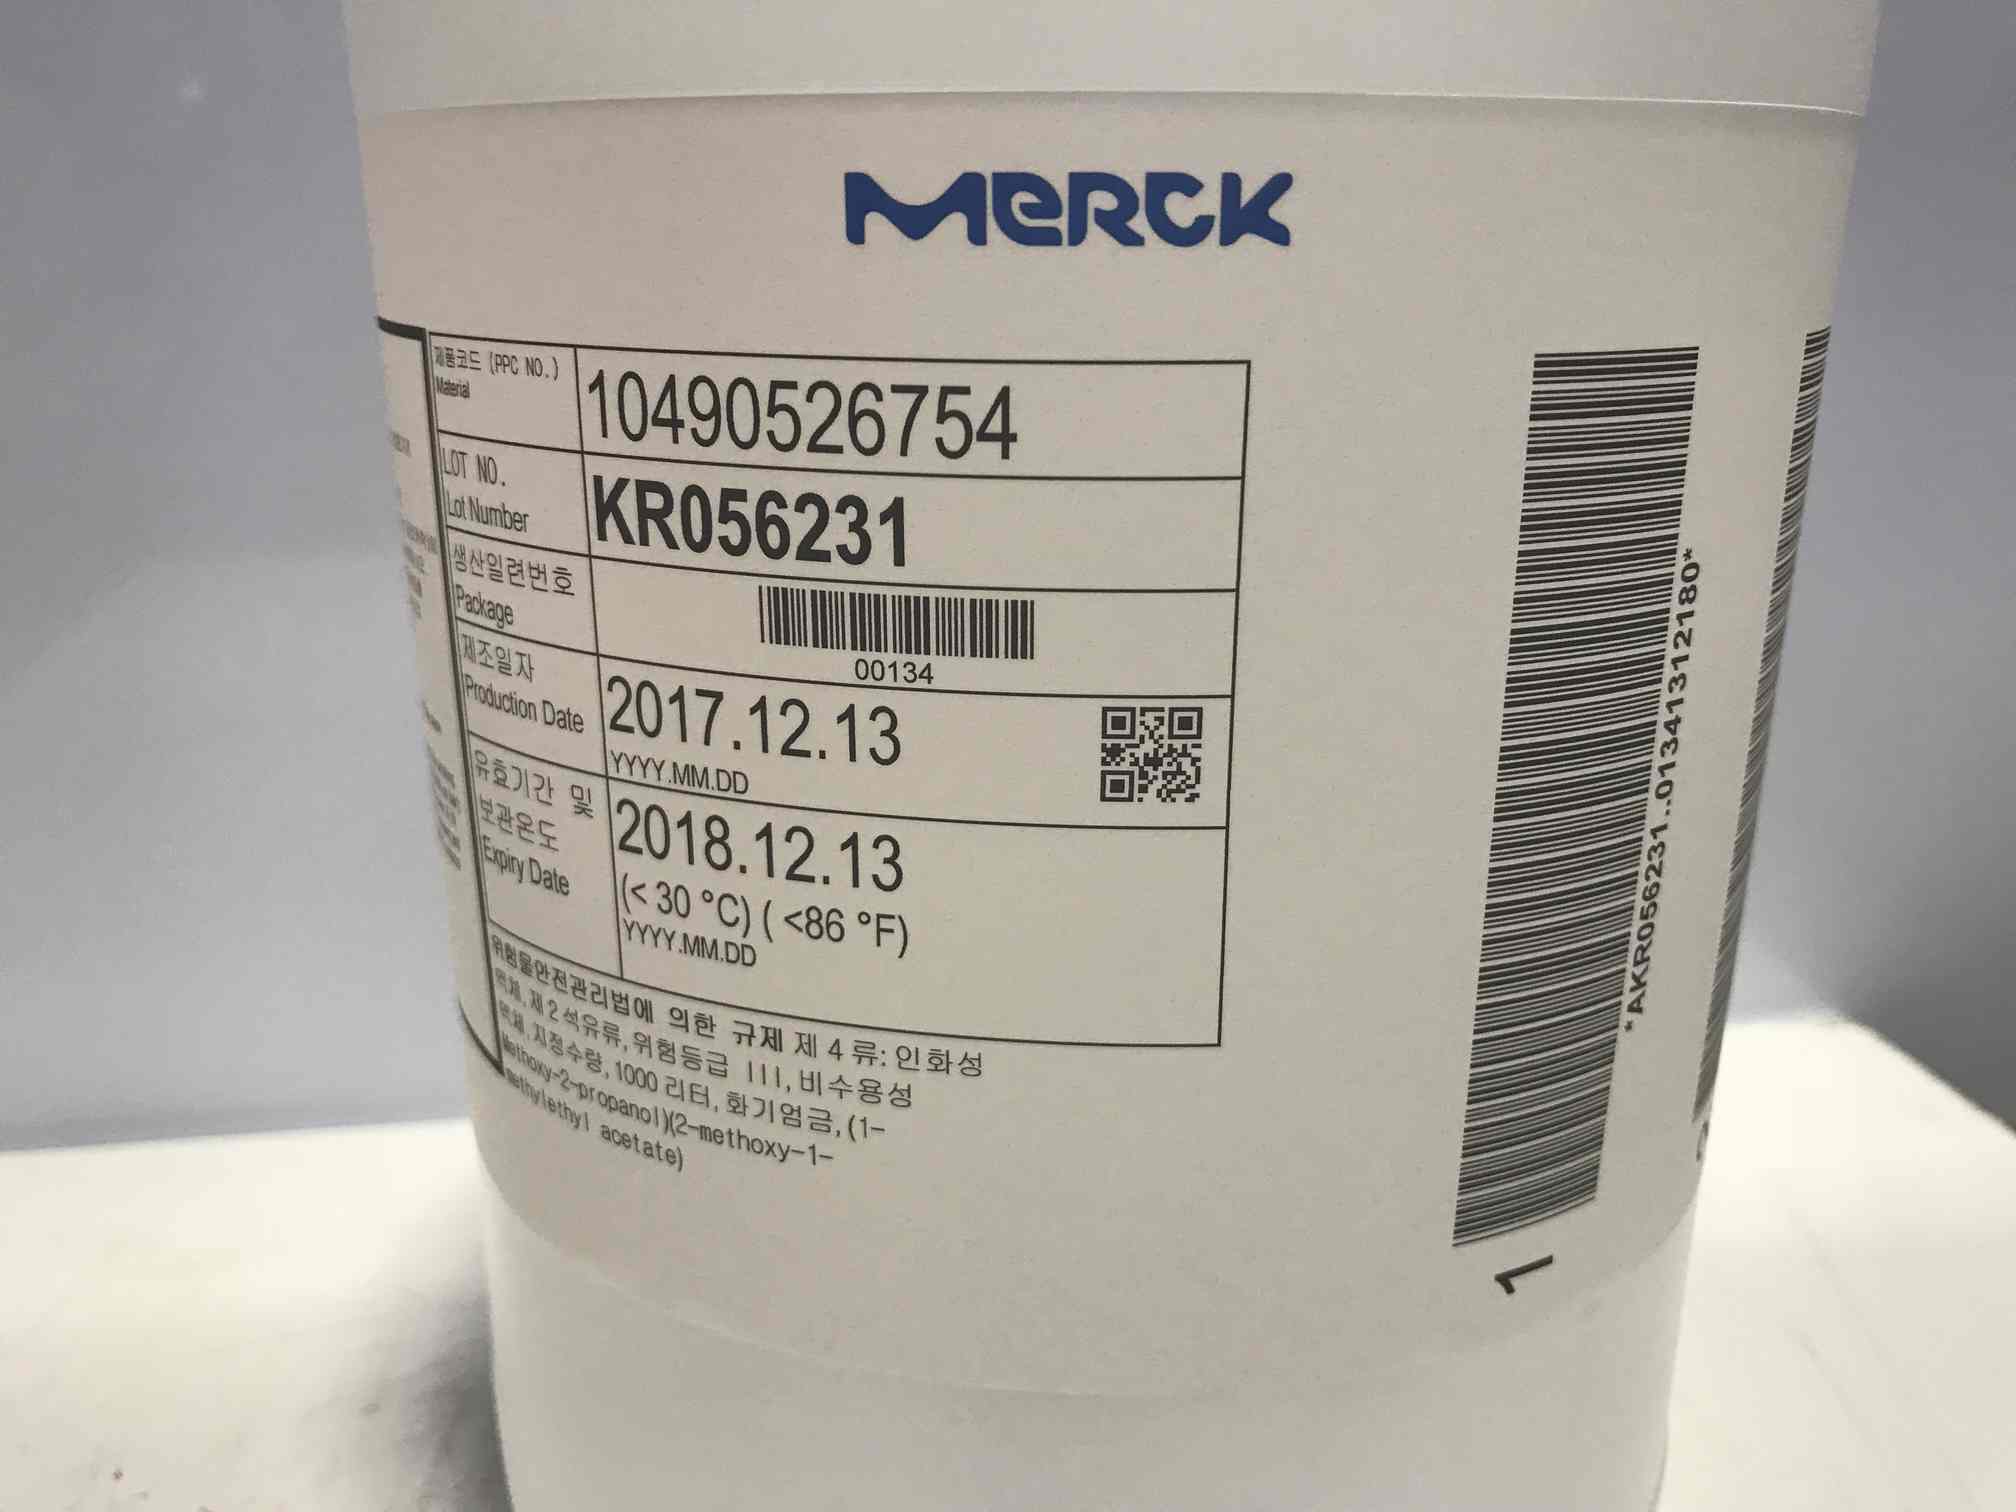 MERCK
제품코드 (PPC NO.)
Material
10490526754
LOT NO.
Lot Number
KR056231
생산일련번호
Package
00134
제조일자
Production Date
2017.12.13
YYYY.MM.DD
유효기간 및
보관온도
Expiry Date
2018.12.13
(< 30 °C) ( <86 °F)
YYYY.MM.DD
위험물안전관리법에 의한 규제 제 4 류: 인화성
액체, 제 2 석유류, 위험등급 III, 비수용성
액체, 지정수량, 1000 리터, 화기엄금, (1-
Methoxy-2-propanol)(2-methoxy-1-
methylethyl acetate)
*AKR056231..01341312180*
1